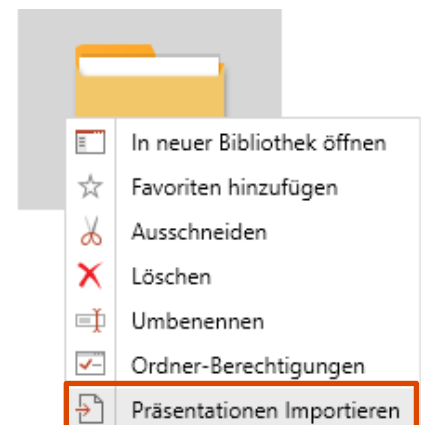 In neuer Bibliothek öffnen
Favoriten hinzufügen
Ausschneiden
Löschen
Umbenennen
Ordner-Berechtigungen
Präsentationen Importieren